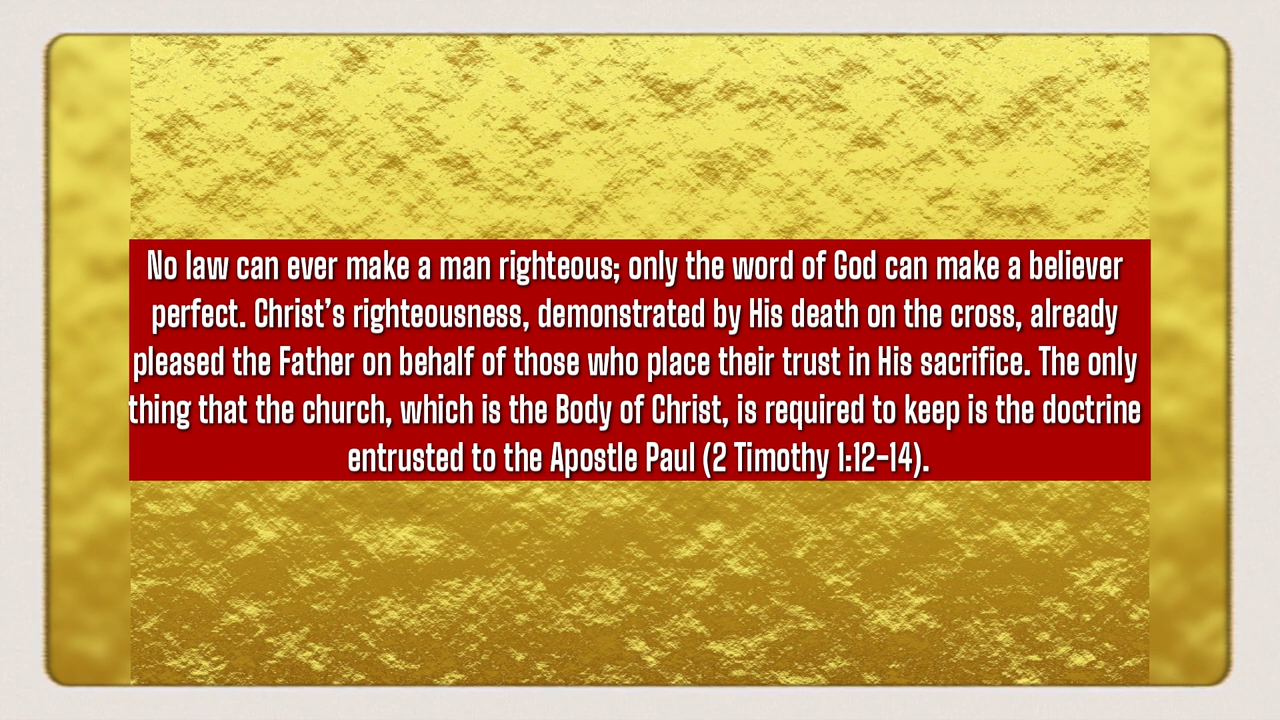 No law can ever make a man righteous; only the word of God can make a believer
perfect. Christ's righteousness, demonstrated by His death on the cross, already
pleased the Father on behalf of those who place their trust in His sacrifice. The only
thing that the church, which is the Body of Christ, is required to keep is the doctrine
entrusted to the Apostle Paul (2 Timothy 1:12-14).